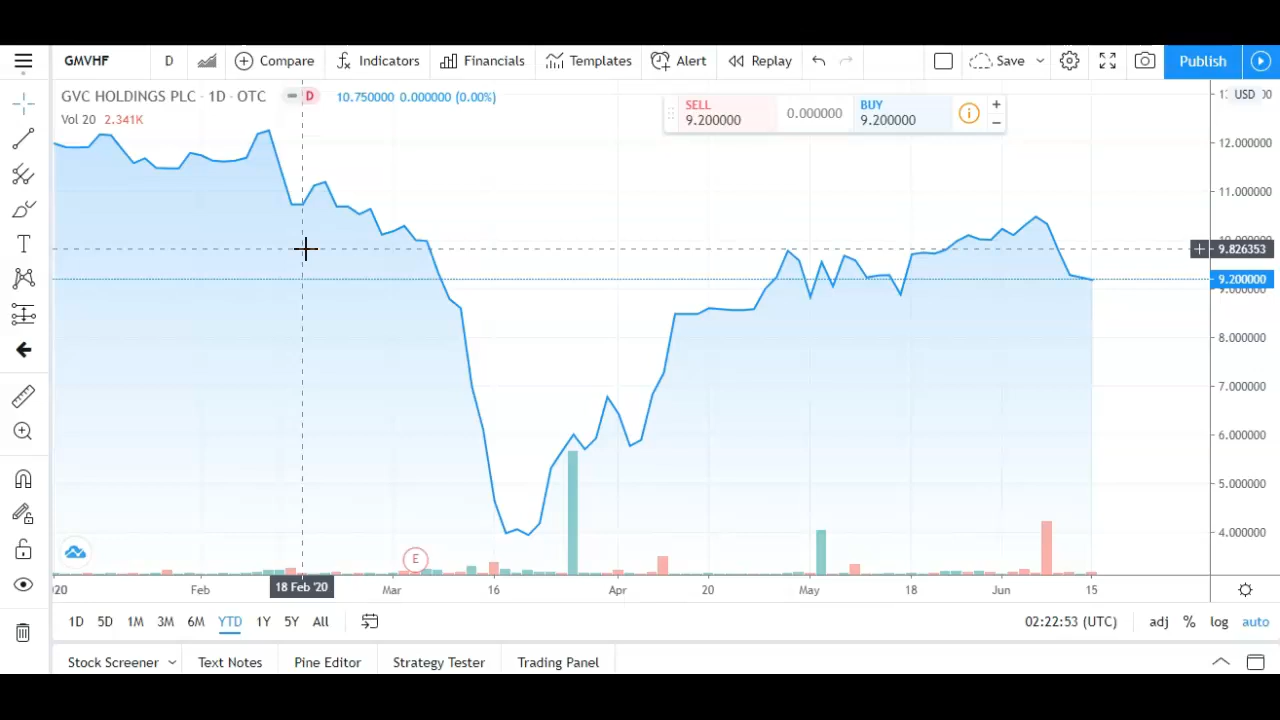 GMVHF D Compare Indicators Financials Templates Alert Replay Save Publish
GVC HOLDINGS PLC · 1D · OTC D 10.750000 0.000000 (0.00%)
Vol 20 2.341K
SELL
9.200000
0.000000
BUY
9.200000
USD
12.000000
11.000000
9.826353
9.200000
8.000000
7.000000
6.000000
5.000000
4.000000
E
Feb 18 Feb '20 Mar 16 Apr 20 May 18 Jun 15
1D 5D 1M 3M 6M YTD 1Y 5Y All 02:22:53 (UTC) adj % log auto
Stock Screener Text Notes Pine Editor Strategy Tester Trading Panel